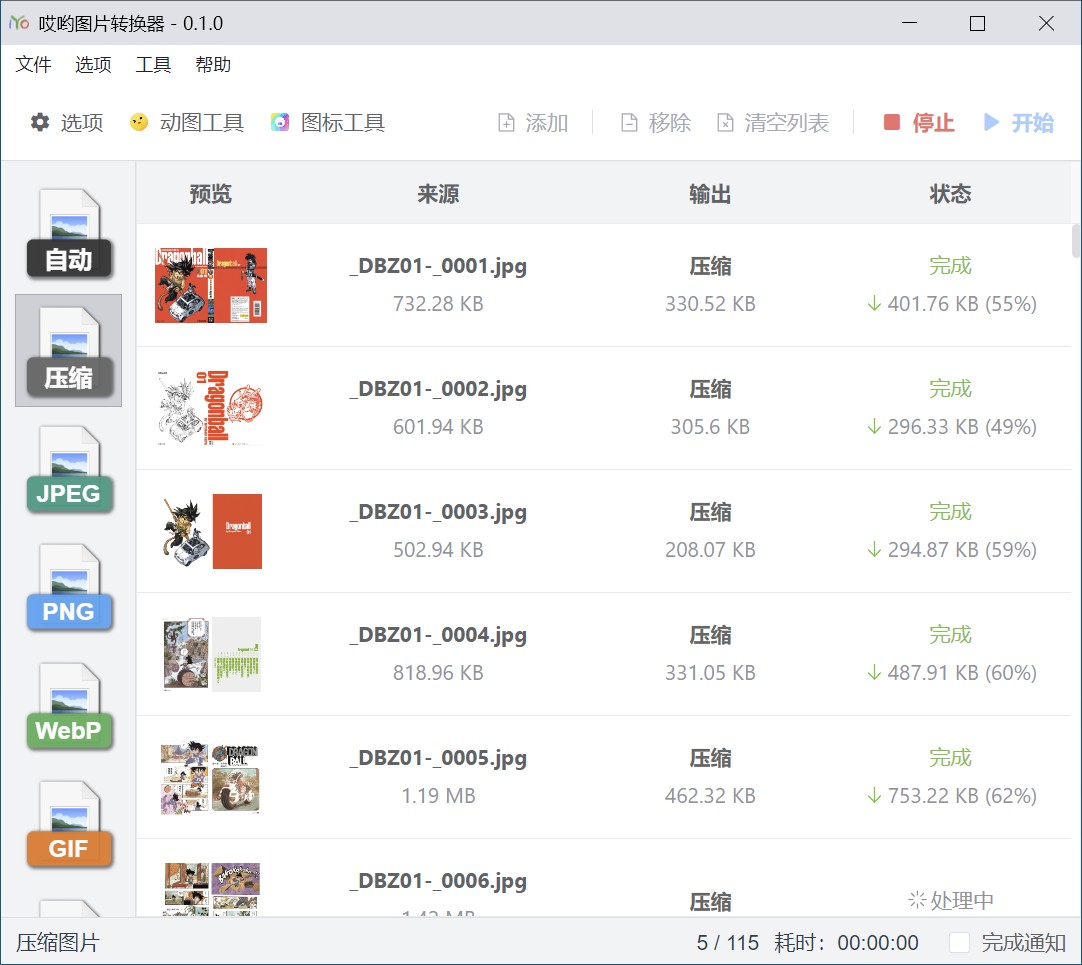 iYo 哎哟图片转换器 - 0.1.0
文件 选项 工具 帮助
选项 动图工具 图标工具 添加 移除 清空列表 停止 开始
预览 来源 输出 状态
自动
压缩
JPEG
PNG
WebP
GIF
_DBZ01-_0001.jpg 压缩 完成
732.28 KB 330.52 KB ↓ 401.76 KB (55%)
Dragonball
_DBZ01-_0002.jpg 压缩 完成
601.94 KB 305.6 KB ↓ 296.33 KB (49%)
Dragonball
01
_DBZ01-_0003.jpg 压缩 完成
502.94 KB 208.07 KB ↓ 294.87 KB (59%)
Dragonball
_DBZ01-_0004.jpg 压缩 完成
818.96 KB 331.05 KB ↓ 487.91 KB (60%)
_DBZ01-_0005.jpg 压缩 完成
1.19 MB 462.32 KB ↓ 753.22 KB (62%)
DRAGON
BALL
_DBZ01-_0006.jpg
压缩 处理中
压缩图片 5 / 115 耗时：00:00:00 完成通知